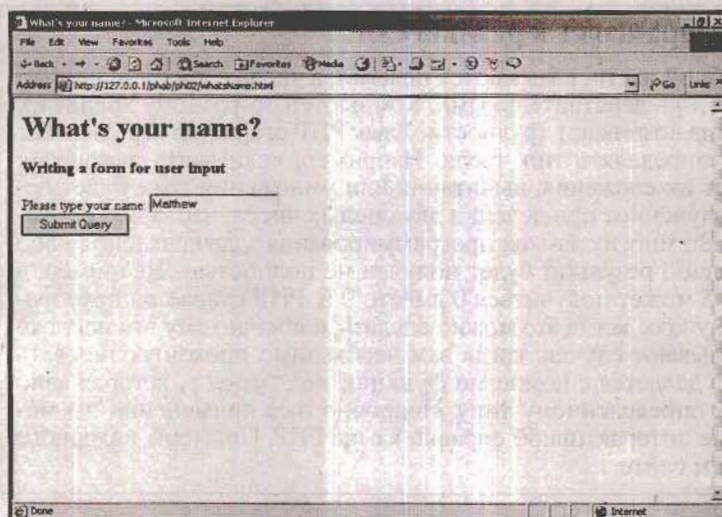 What's your name? - Microsoft Internet Explorer
File Edit View Favorites Tools Help
Back Search Favorites Media
Address http://127.0.0.1/phab/ph02/whatsname.html Go Links »
What's your name?
Writing a form for user input
Please type your name: Matthew
Submit Query
Done Internet